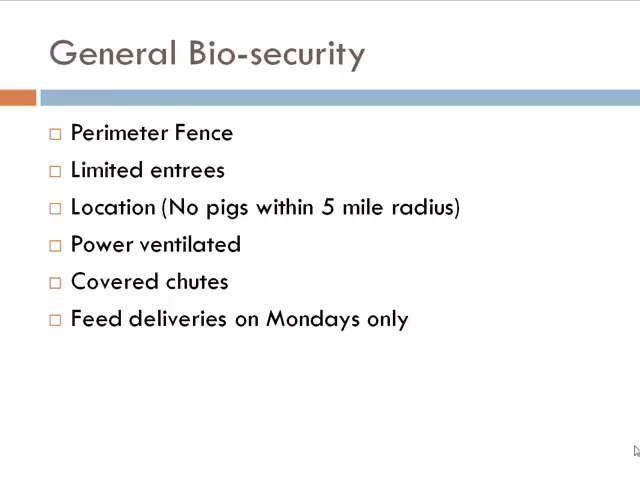 General Bio-security
Perimeter Fence
Limited entrees
Location (No pigs within 5 mile radius)
Power ventilated
Covered chutes
Feed deliveries on Mondays only